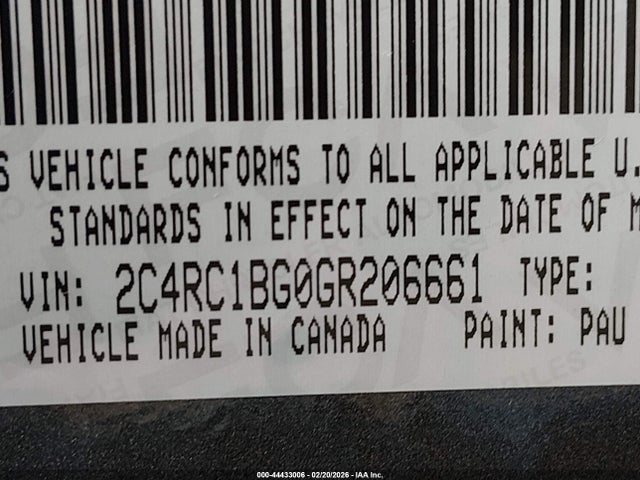 S VEHICLE CONFORMS TO ALL APPLICABLE U.
STANDARDS IN EFFECT ON THE DATE OF M
VIN: 2C4RC1BG0GR206661 TYPE:
VEHICLE MADE IN CANADA PAINT: PAU
000-44433006 - 02/20/2026 - IAA Inc.